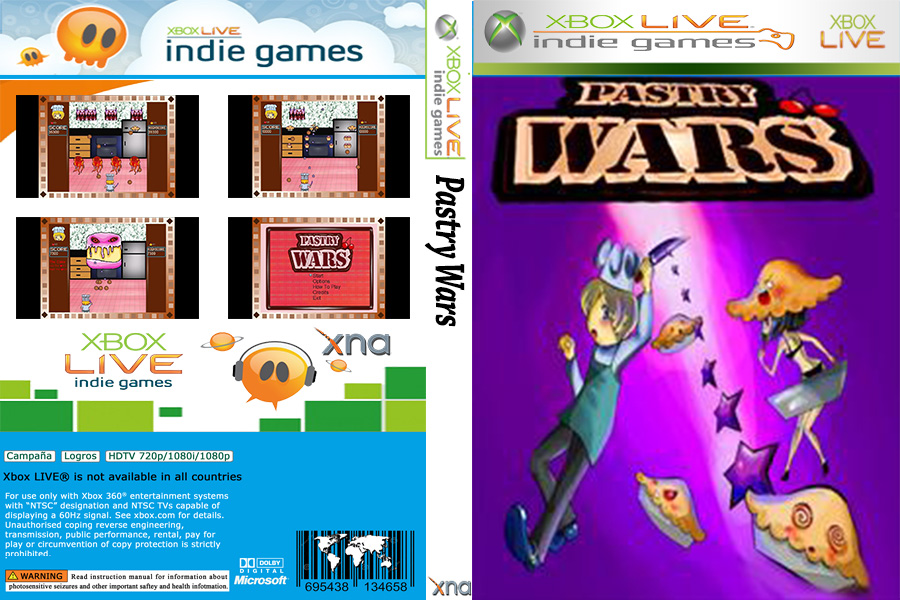 XBOX LIVE
indie games
SCORE
HIGHSCORE
SCORE
HIGHSCORE
SCORE
HIGHSCORE
PASTRY
WARS
Start
Options
How To Play
Credits
Exit
XBOX
LIVE
indie games
xna
Campaña
Logros
HDTV 720p/1080i/1080p
Xbox LIVE® is not available in all countries
For use only with Xbox 360® entertainment systems
with "NTSC" designation and NTSC TVs capable of
displaying a 60Hz signal. See xbox.com for details.
Unauthorised coping reverse engineering,
transmission, public performance, rental, pay for
play or circumvention of copy protection is strictly
prohibited.
WARNING Read instruction manual for information about
photosensitive seizures and other important saftey and health infotmation.
DOLBY
DIGITAL
Microsoft
695438 134658
XBOX LIVE
indie games
Pastry Wars
xna
XBOX LIVE
indie games
XBOX
LIVE
PASTRY
WARS